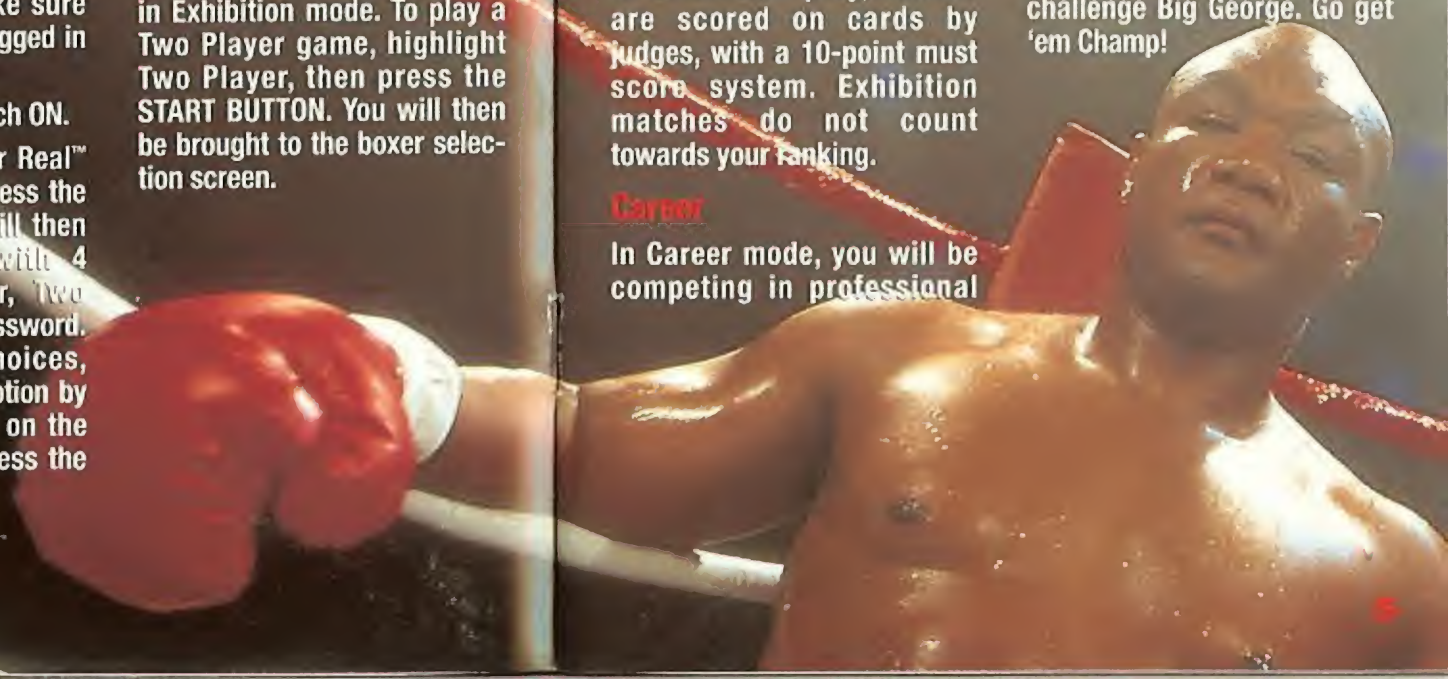 ke sure
gged in
ch ON.
r Real™
ess the
ill then
with 4
r, Two
ssword.
hoices,
otion by
on the
ess the
in Exhibition mode. To play a
Two Player game, highlight
Two Player, then press the
START BUTTON. You will then
be brought to the boxer selec-
tion screen.
are scored on cards by
judges, with a 10-point must
score system. Exhibition
matches do not count
towards your ranking.
Career
In Career mode, you will be
competing in professional
challenge Big George. Go get
'em Champ!